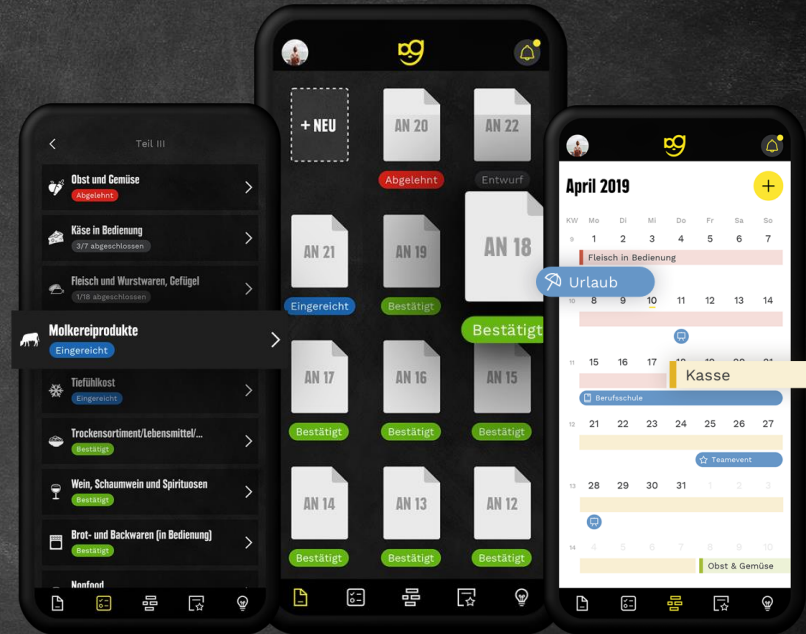 Teil III
Obst und Gemüse
Abgelehnt
Käse in Bedienung
3/7 abgeschlossen
Fleisch und Wurstwaren, Geflügel
1/18 abgeschlossen
Molkereiprodukte
Eingereicht
Tiefühlkost
Eingereicht
Trockensortiment/Lebensmittel/...
Bestätigt
Wein, Schaumwein und Spirituosen
Bestätigt
Brot- und Backwaren (in Bedienung)
Bestätigt
Nonfood
+ NEU
AN 20
AN 22
Abgelehnt
Entwurf
AN 21
AN 19
AN 18
Eingereicht
Bestätigt
Bestätigt
AN 17
AN 16
AN 15
Bestätigt
Bestätigt
Bestätigt
AN 14
AN 13
AN 12
Bestätigt
Bestätigt
Bestätigt
April 2019
+
KW Mo Di Mi Do Fr Sa So
9 1 2 3 4 5 6 7
Fleisch in Bedienung
Urlaub
10 8 9 10 11 12 13 14
11 15 16 17 18 19 20 21
Kasse
Berufsschule
12 21 22 23 24 25 26 27
Teamevent
13 28 29 30 31 1 2 3
14 4 5 6 7 8 9 10
Obst & Gemüse